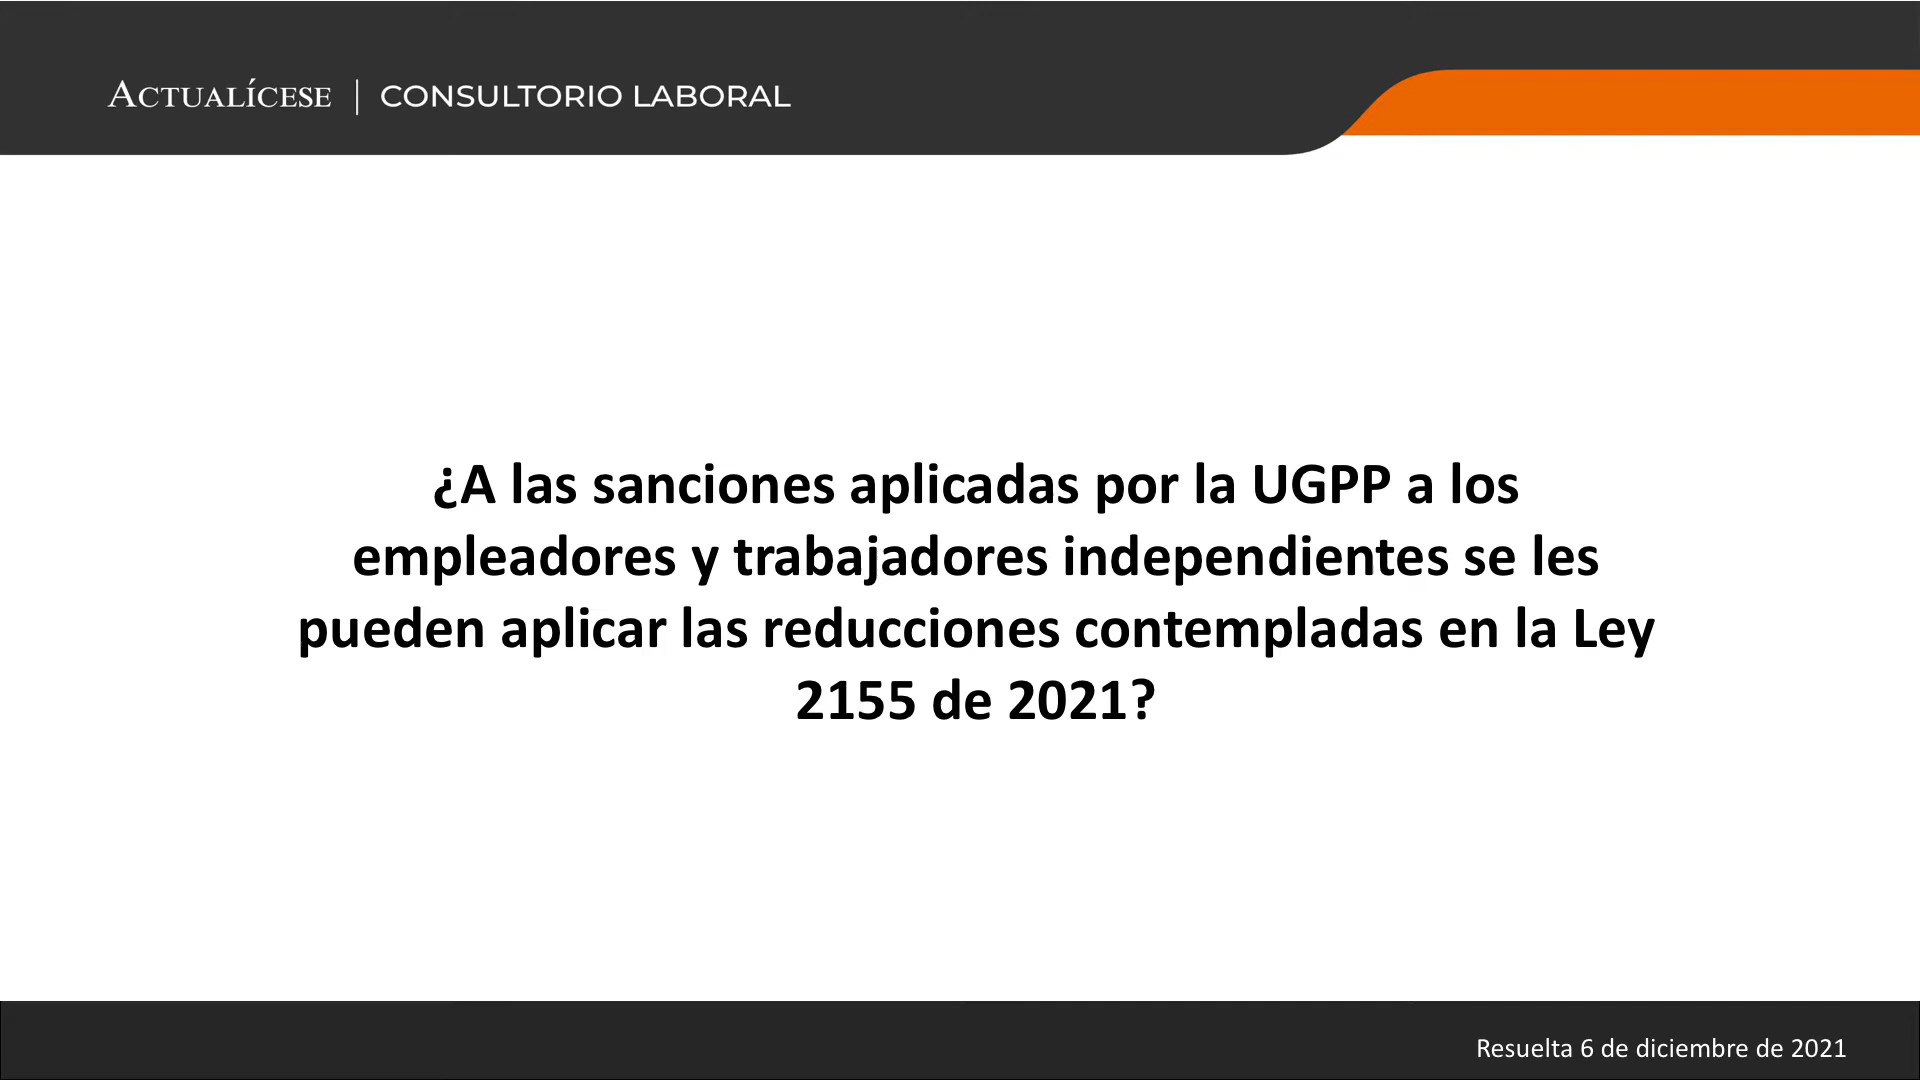 ACTUALÍCESE | CONSULTORIO LABORAL
¿A las sanciones aplicadas por la UGPP a los
empleadores y trabajadores independientes se les
pueden aplicar las reducciones contempladas en la Ley
2155 de 2021?
Resuelta 6 de diciembre de 2021